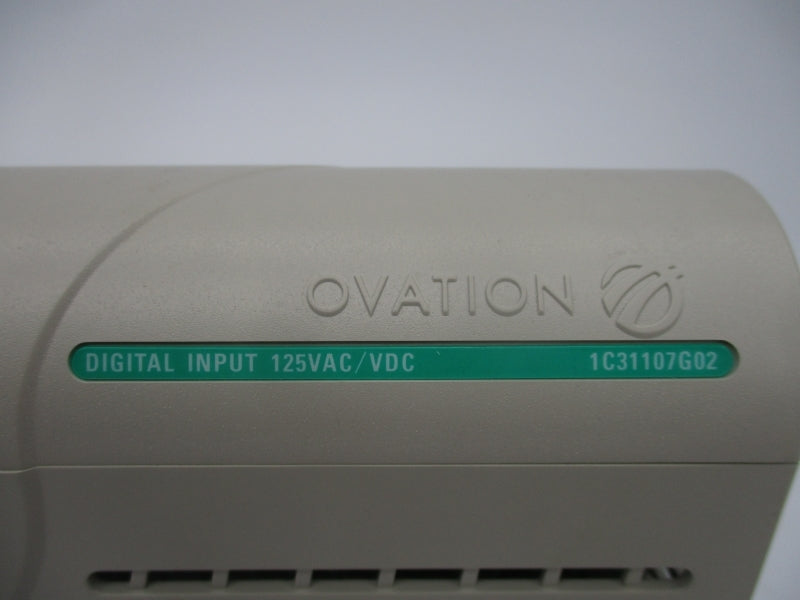 OVATION
DIGITAL INPUT 125VAC/VDC 1C31107G02